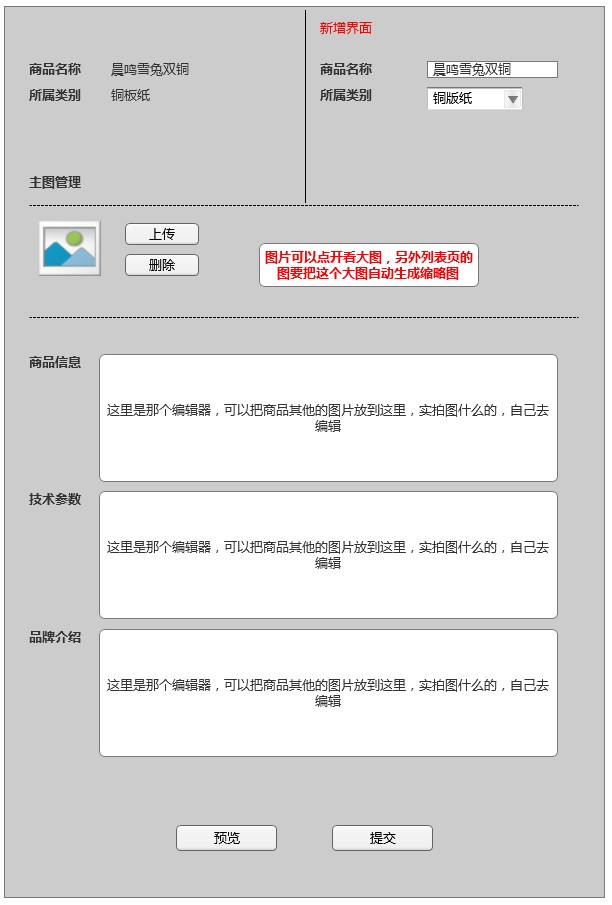 新增界面
商品名称 晨鸣雪兔双铜
所属类别 铜板纸
商品名称 晨鸣雪兔双铜
所属类别 铜版纸
主图管理
上传
删除
图片可以点开看大图，另外列表页的
图要把这个大图自动生成缩略图
商品信息
这里是那个编辑器，可以把商品其他的图片放到这里，实拍图什么的，自己去
编辑
技术参数
这里是那个编辑器，可以把商品其他的图片放到这里，实拍图什么的，自己去
编辑
品牌介绍
这里是那个编辑器，可以把商品其他的图片放到这里，实拍图什么的，自己去
编辑
预览
提交